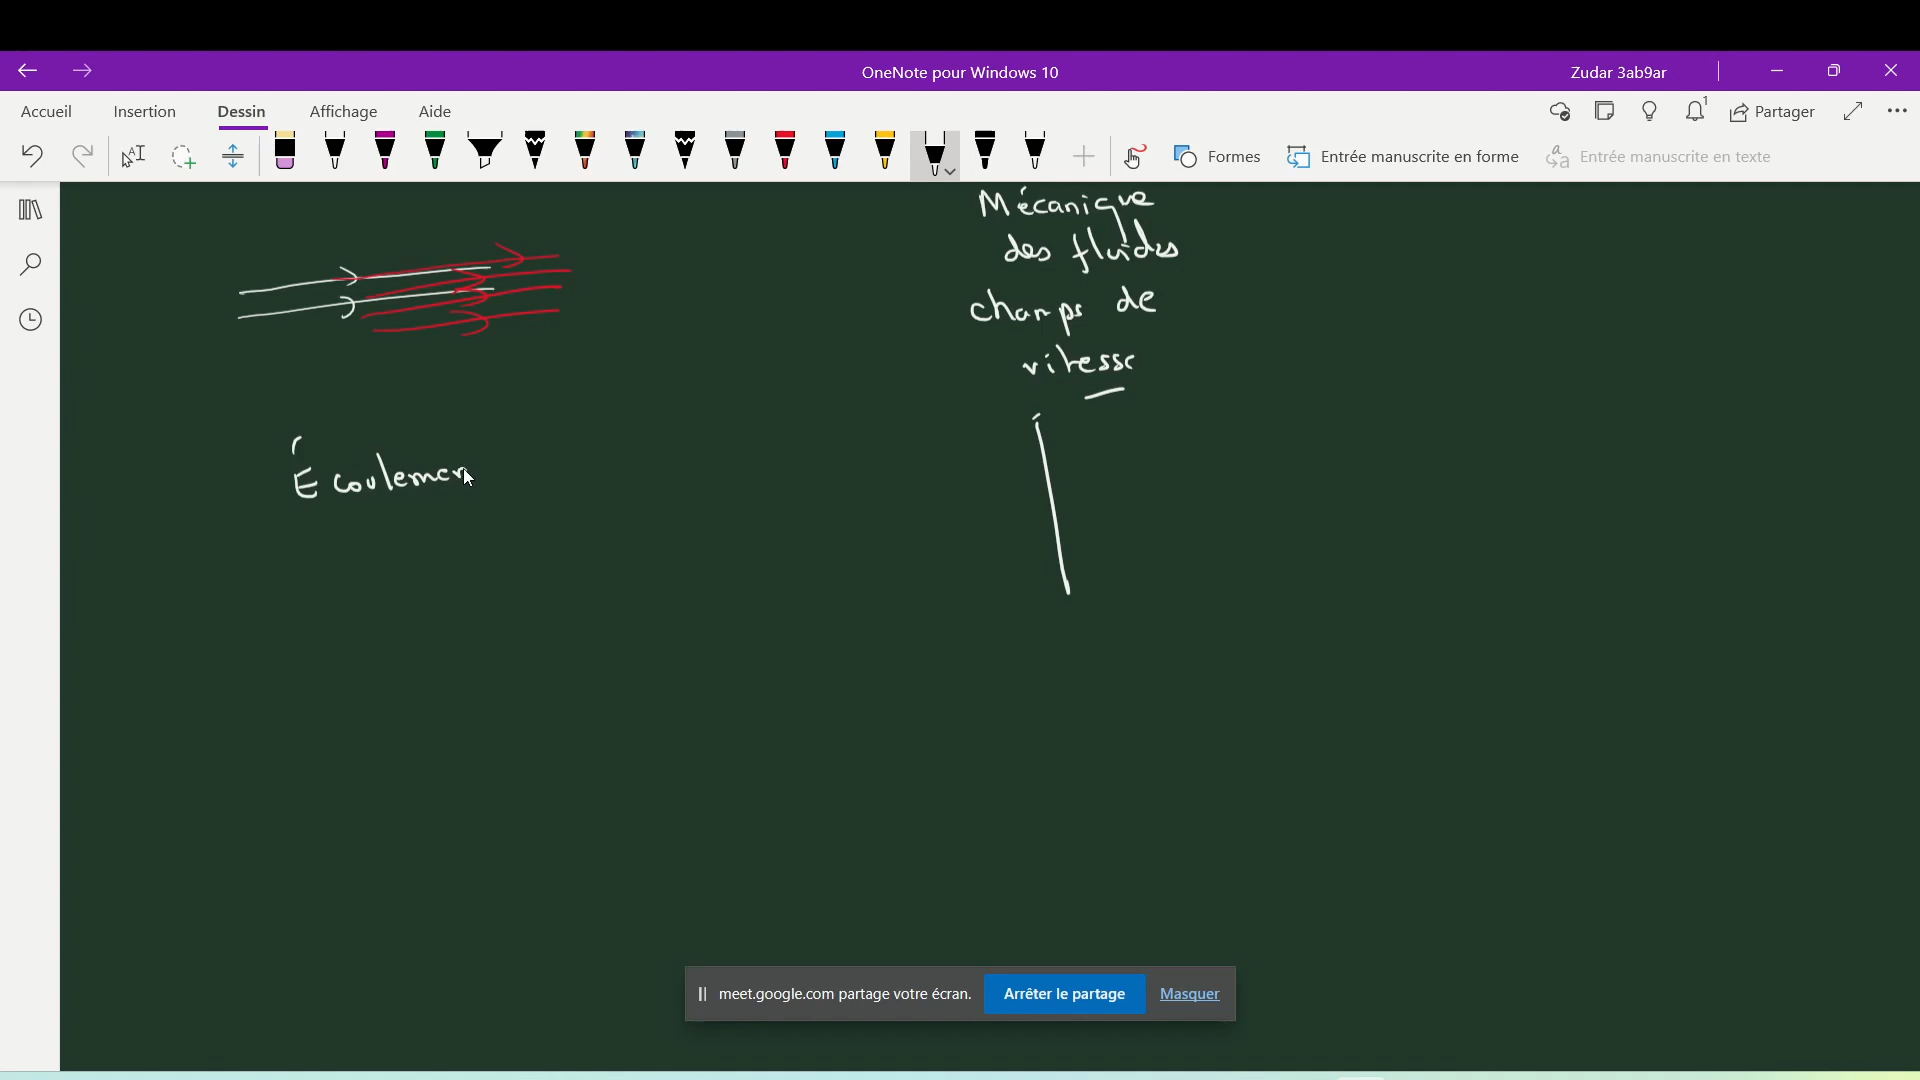 OneNote pour Windows 10
Zudar 3ab9ar
Accueil Insertion Dessin Affichage Aide
1
Partager
Formes Entrée manuscrite en forme Entrée manuscrite en texte
Mécanique
des fluides
champs de
vitesse
Écoulemen
meet.google.com partage votre écran. Arrêter le partage Masquer